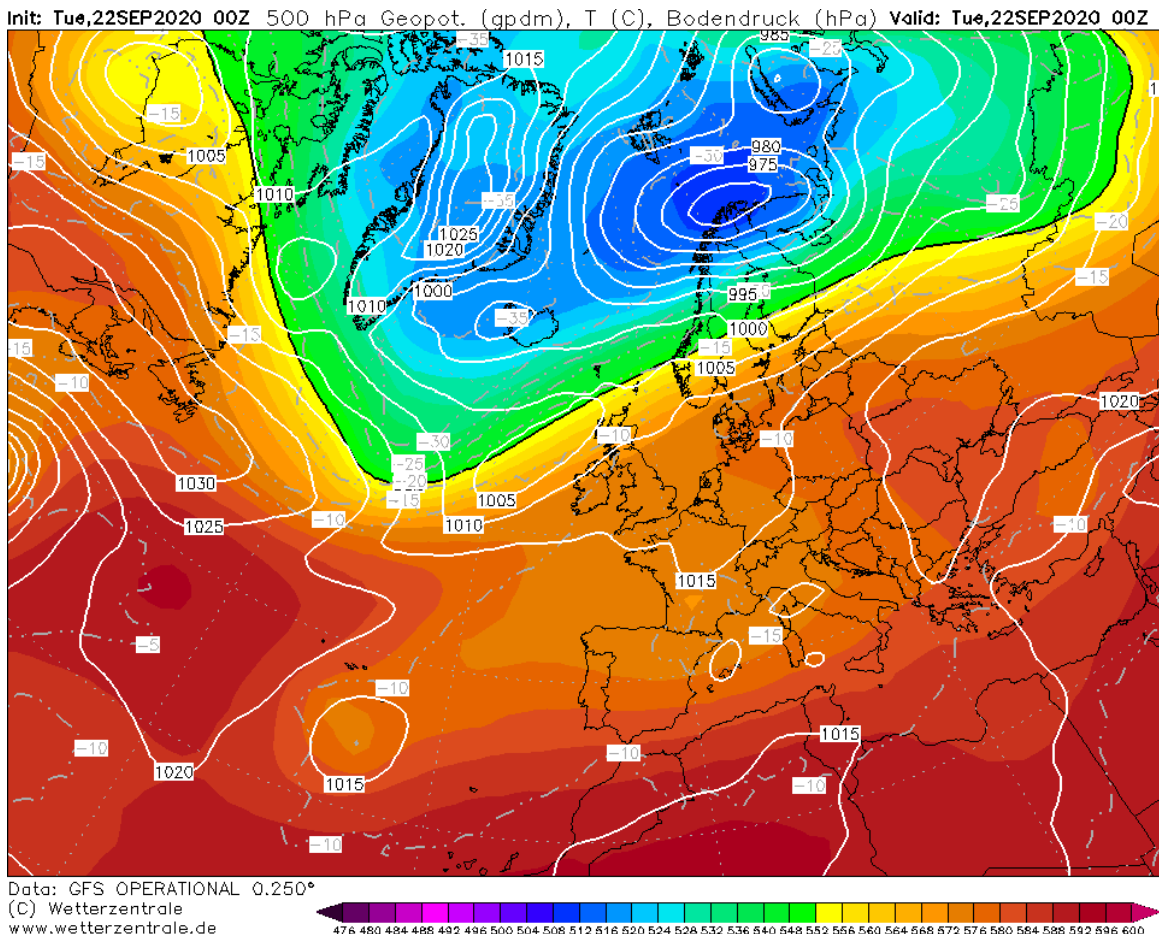 Init: Tue,22SEP2020 00Z 500 hPa Geopot. (gpdm), T (C), Bodendruck (hPa) Valid: Tue,22SEP2020 00Z
-35 985 -25
1015
-15
980
-15 1005 -30 975
1010 -35 -25
-20
1025
1020 -15
1010 1000 -35 995
-15 1000
-15 -15
-10 1005
1020
-10 -10
-30
-25
1030 -20
-15 1005
1025 -10 1010 -10
1015
-5 -15
-10
-10 1015
-10
1020 1015 -10
-10
Data: GFS OPERATIONAL 0.250°
(C) Wetterzentrale
www.wetterzentrale.de
476 480 484 488 492 496 500 504 508 512 516 520 524 528 532 536 540 548 552 556 560 564 568 572 576 580 584 588 592 596 600